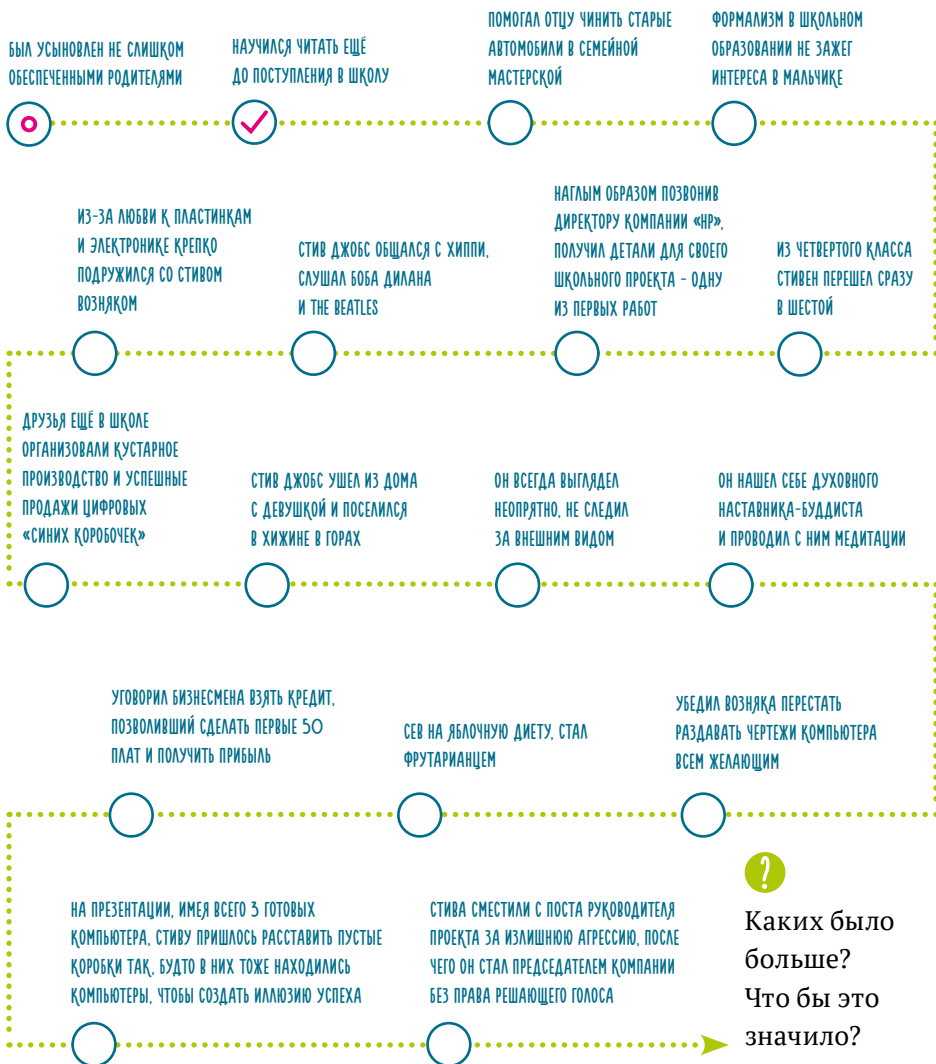 БЫЛ УСЫНОВЛЕН НЕ СЛИШКОМ
ОБЕСПЕЧЕННЫМИ РОДИТЕЛЯМИ
НАУЧИЛСЯ ЧИТАТЬ ЕЩЁ
ДО ПОСТУПЛЕНИЯ В ШКОЛУ
ПОМОГАЛ ОТЦУ ЧИНИТЬ СТАРЫЕ
АВТОМОБИЛИ В СЕМЕЙНОЙ
МАСТЕРСКОЙ
ФОРМАЛИЗМ В ШКОЛЬНОМ
ОБРАЗОВАНИИ НЕ ЗАЖЕГ
ИНТЕРЕСА В МАЛЬЧИКЕ
ИЗ ЧЕТВЕРТОГО КЛАССА
СТИВЕН ПЕРЕШЕЛ СРАЗУ
В ШЕСТОЙ
НАГЛЫМ ОБРАЗОМ ПОЗВОНИВ
ДИРЕКТОРУ КОМПАНИИ «HP»,
ПОЛУЧИЛ ДЕТАЛИ ДЛЯ СВОЕГО
ШКОЛЬНОГО ПРОЕКТА - ОДНУ
ИЗ ПЕРВЫХ РАБОТ
СТИВ ДЖОБС ОБЩАЛСЯ С ХИППИ,
СЛУШАЛ БОБА ДИЛАНА
И THE BEATLES
ИЗ-ЗА ЛЮБВИ К ПЛАСТИНКАМ
И ЭЛЕКТРОНИКЕ КРЕПКО
ПОДРУЖИЛСЯ СО СТИВОМ
ВОЗНЯКОМ
ДРУЗЬЯ ЕЩЁ В ШКОЛЕ
ОРГАНИЗОВАЛИ КУСТАРНОЕ
ПРОИЗВОДСТВО И УСПЕШНЫЕ
ПРОДАЖИ ЦИФРОВЫХ
«СИНИХ КОРОБОЧЕК»
СТИВ ДЖОБС УШЕЛ ИЗ ДОМА
С ДЕВУШКОЙ И ПОСЕЛИЛСЯ
В ХИЖИНЕ В ГОРАХ
ОН ВСЕГДА ВЫГЛЯДЕЛ
НЕОПРЯТНО, НЕ СЛЕДИЛ
ЗА ВНЕШНИМ ВИДОМ
ОН НАШЕЛ СЕБЕ ДУХОВНОГО
НАСТАВНИКА-БУДДИСТА
И ПРОВОДИЛ С НИМ МЕДИТАЦИИ
УБЕДИЛ ВОЗНЯКА ПЕРЕСТАТЬ
РАЗДАВАТЬ ЧЕРТЕЖИ КОМПЬЮТЕРА
ВСЕМ ЖЕЛАЮЩИМ
СЕВ НА ЯБЛОЧНУЮ ДИЕТУ, СТАЛ
ФРУТАРИАНЦЕМ
УГОВОРИЛ БИЗНЕСМЕНА ВЗЯТЬ КРЕДИТ,
ПОЗВОЛИВШИЙ СДЕЛАТЬ ПЕРВЫЕ 50
ПЛАТ И ПОЛУЧИТЬ ПРИБЫЛЬ
НА ПРЕЗЕНТАЦИИ, ИМЕЯ ВСЕГО 3 ГОТОВЫХ
КОМПЬЮТЕРА, СТИВУ ПРИШЛОСЬ РАССТАВИТЬ ПУСТЫЕ
КОРОБКИ ТАК, БУДТО В НИХ ТОЖЕ НАХОДИЛИСЬ
КОМПЬЮТЕРЫ, ЧТОБЫ СОЗДАТЬ ИЛЛЮЗИЮ УСПЕХА
СТИВА СМЕСТИЛИ С ПОСТА РУКОВОДИТЕЛЯ
ПРОЕКТА ЗА ИЗЛИШНЮЮ АГРЕССИЮ, ПОСЛЕ
ЧЕГО ОН СТАЛ ПРЕДСЕДАТЕЛЕМ КОМПАНИИ
БЕЗ ПРАВА РЕШАЮЩЕГО ГОЛОСА
?
Каких было
больше?
Что бы это
значило?